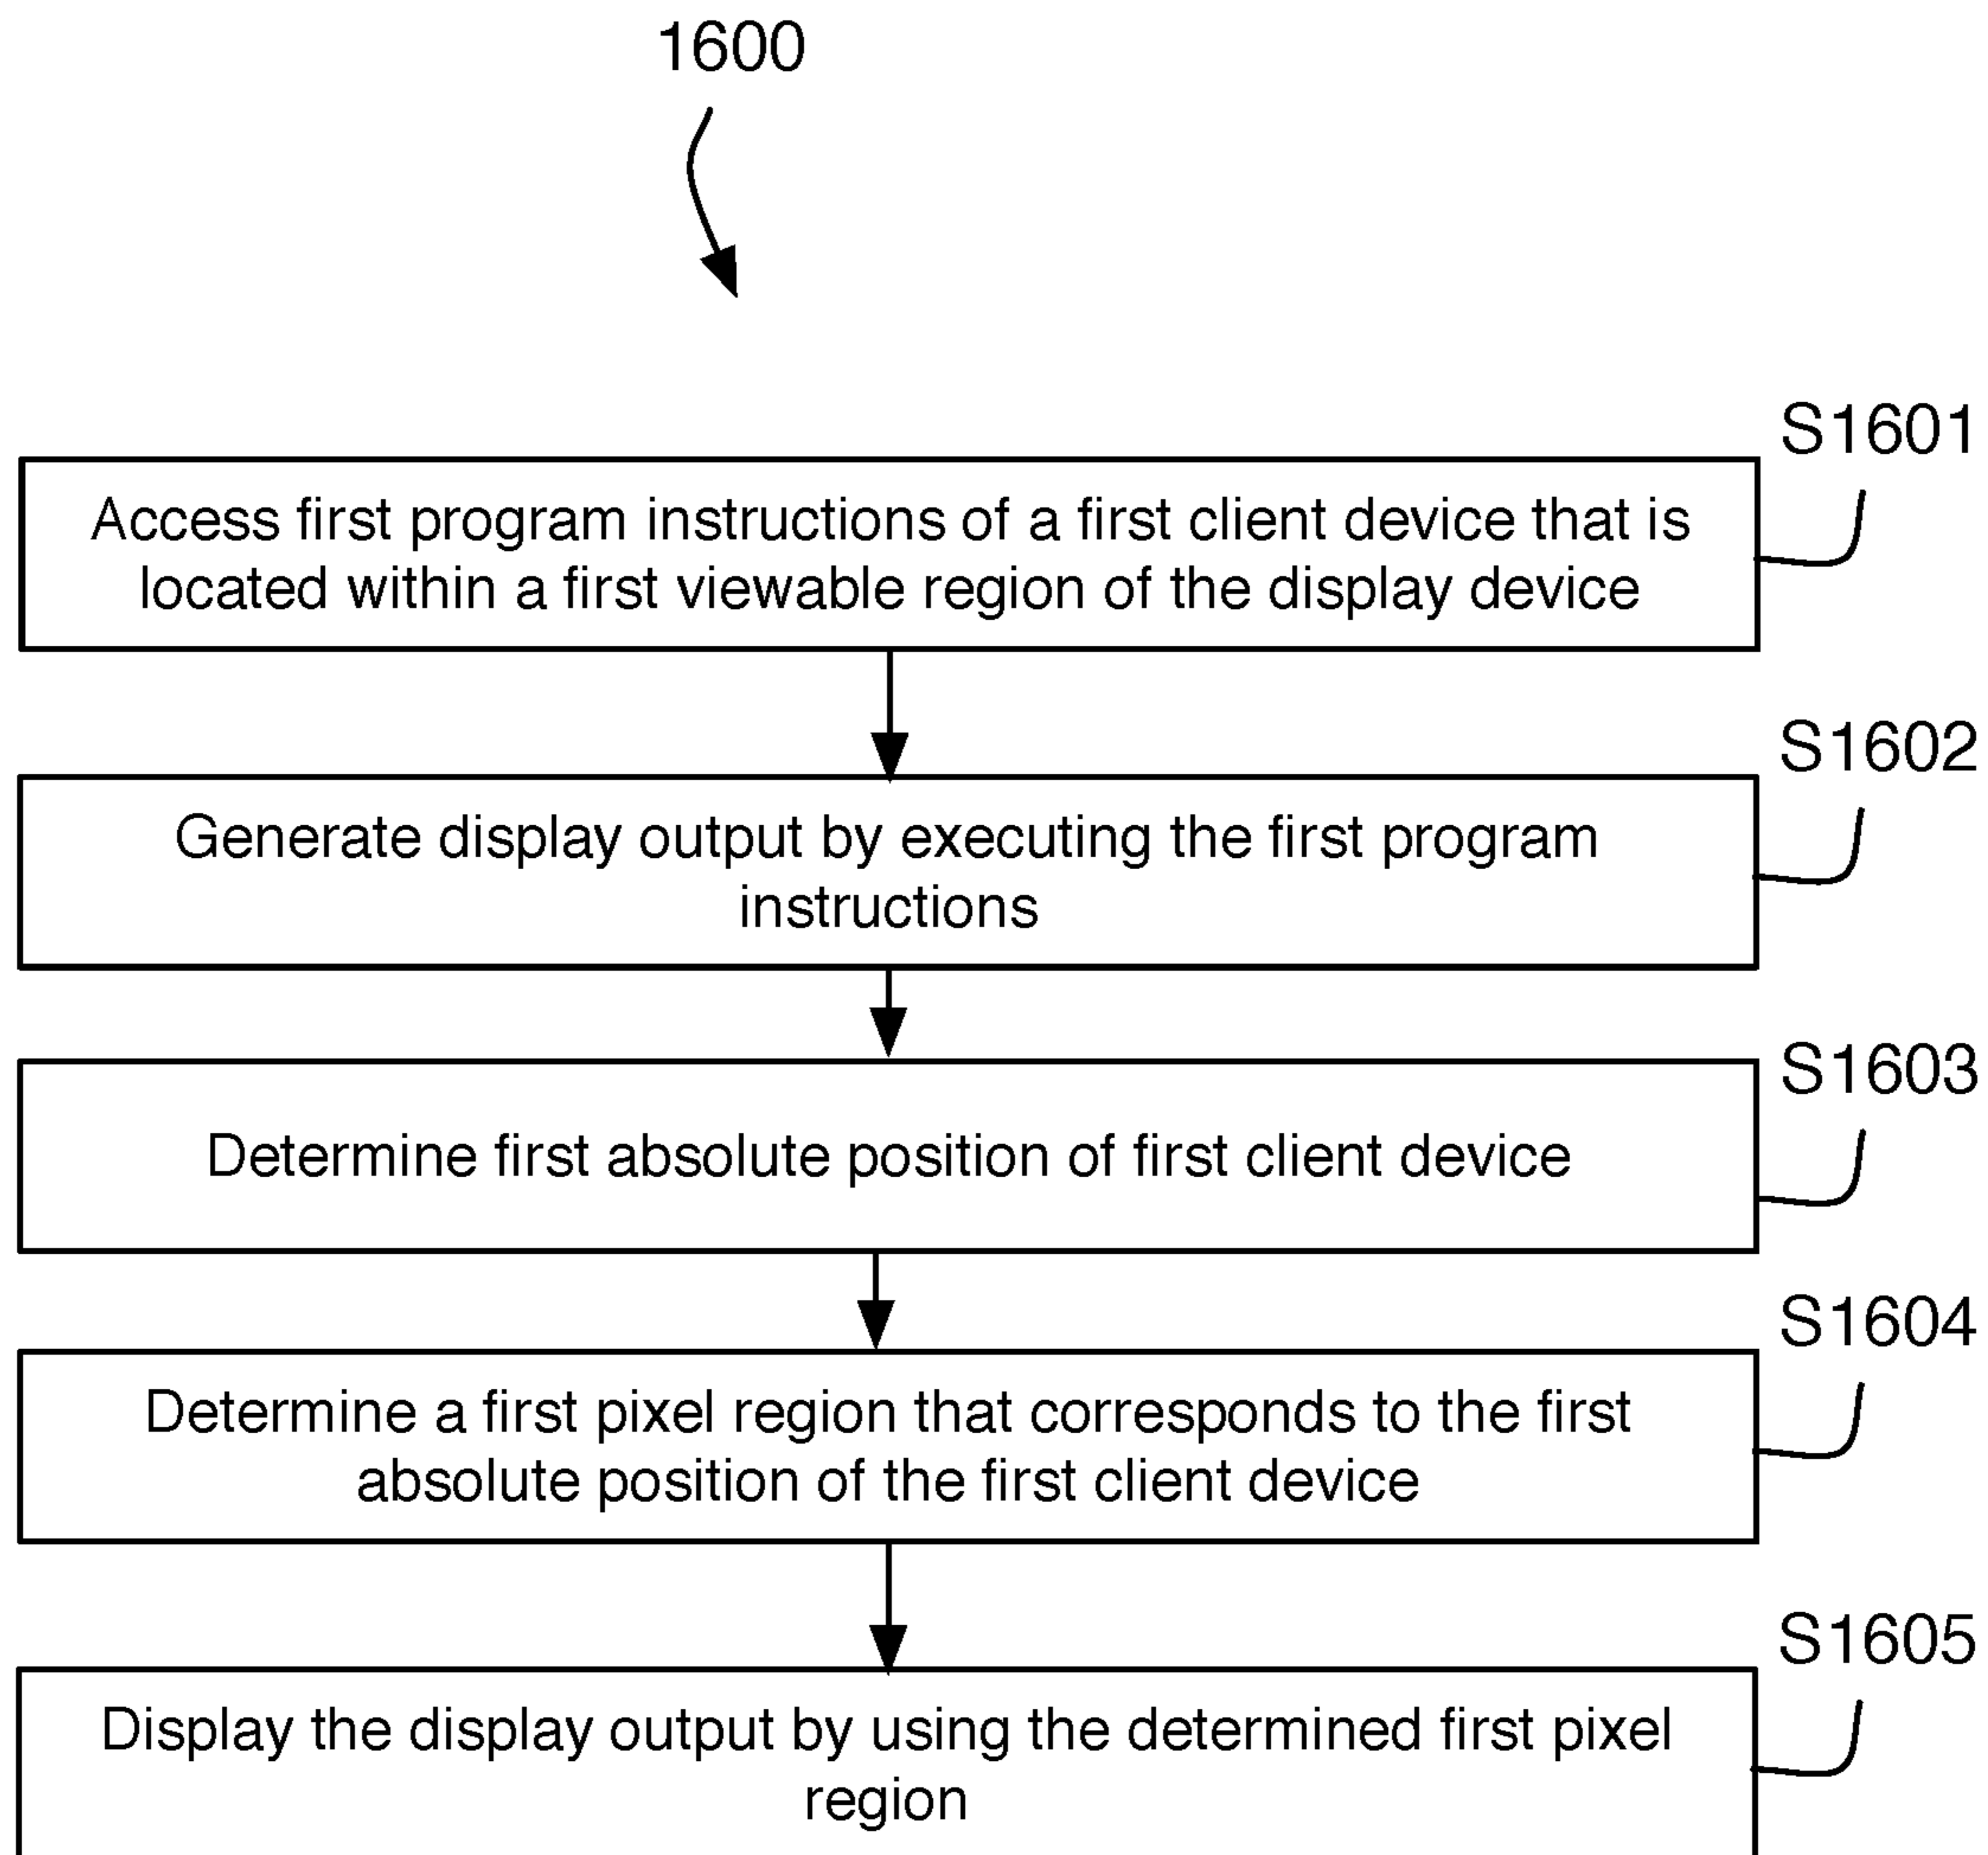 1600
S1601
Access first program instructions of a first client device that is
located within a first viewable region of the display device
S1602
Generate display output by executing the first program
instructions
S1603
Determine first absolute position of first client device
S1604
Determine a first pixel region that corresponds to the first
absolute position of the first client device
S1605
Display the display output by using the determined first pixel
region